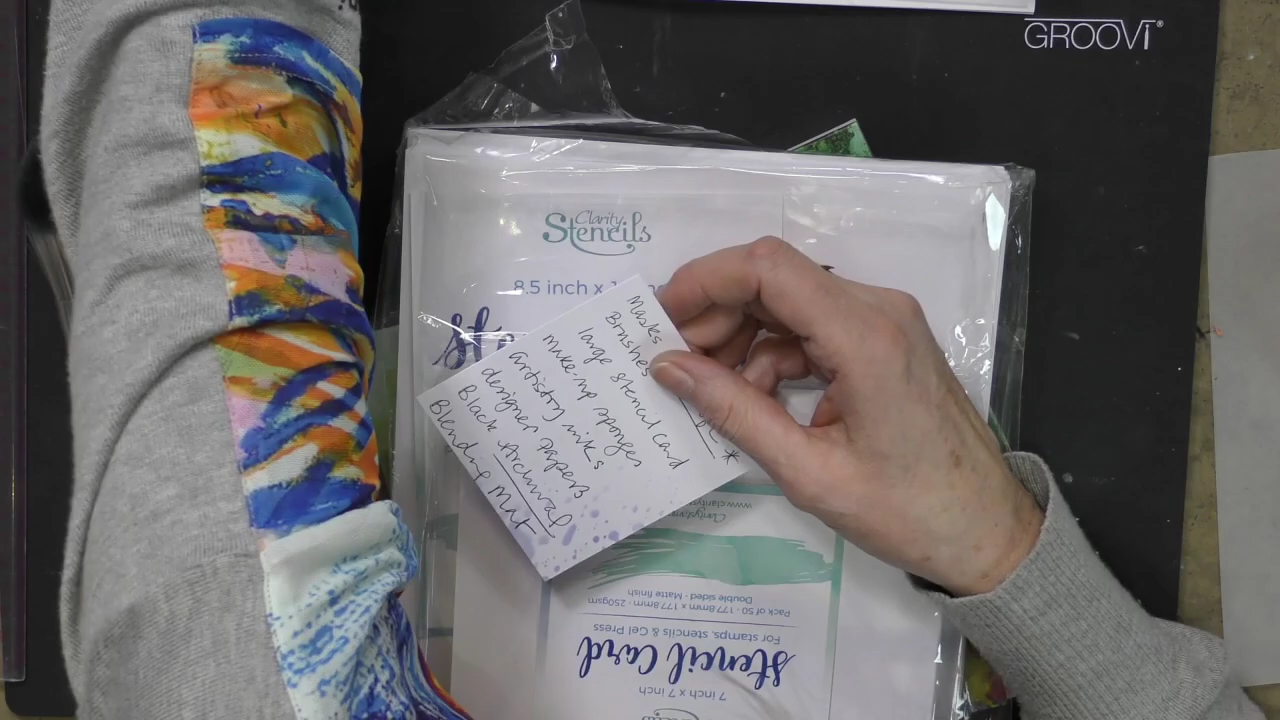 GROOVI
Clarity
Stencils
8.5 inch x
Masks
Brushes
large stencil card
make up sponges
artistry inks
designer papers
Black Archival
Blending Mat
www.clarity
Double sided · Matte finish
Pack of 50 · 177.8mm x 177.8mm · 250gsm
For stamps, stencils & Gel Press
Stencil Card
7 inch x 7 inch